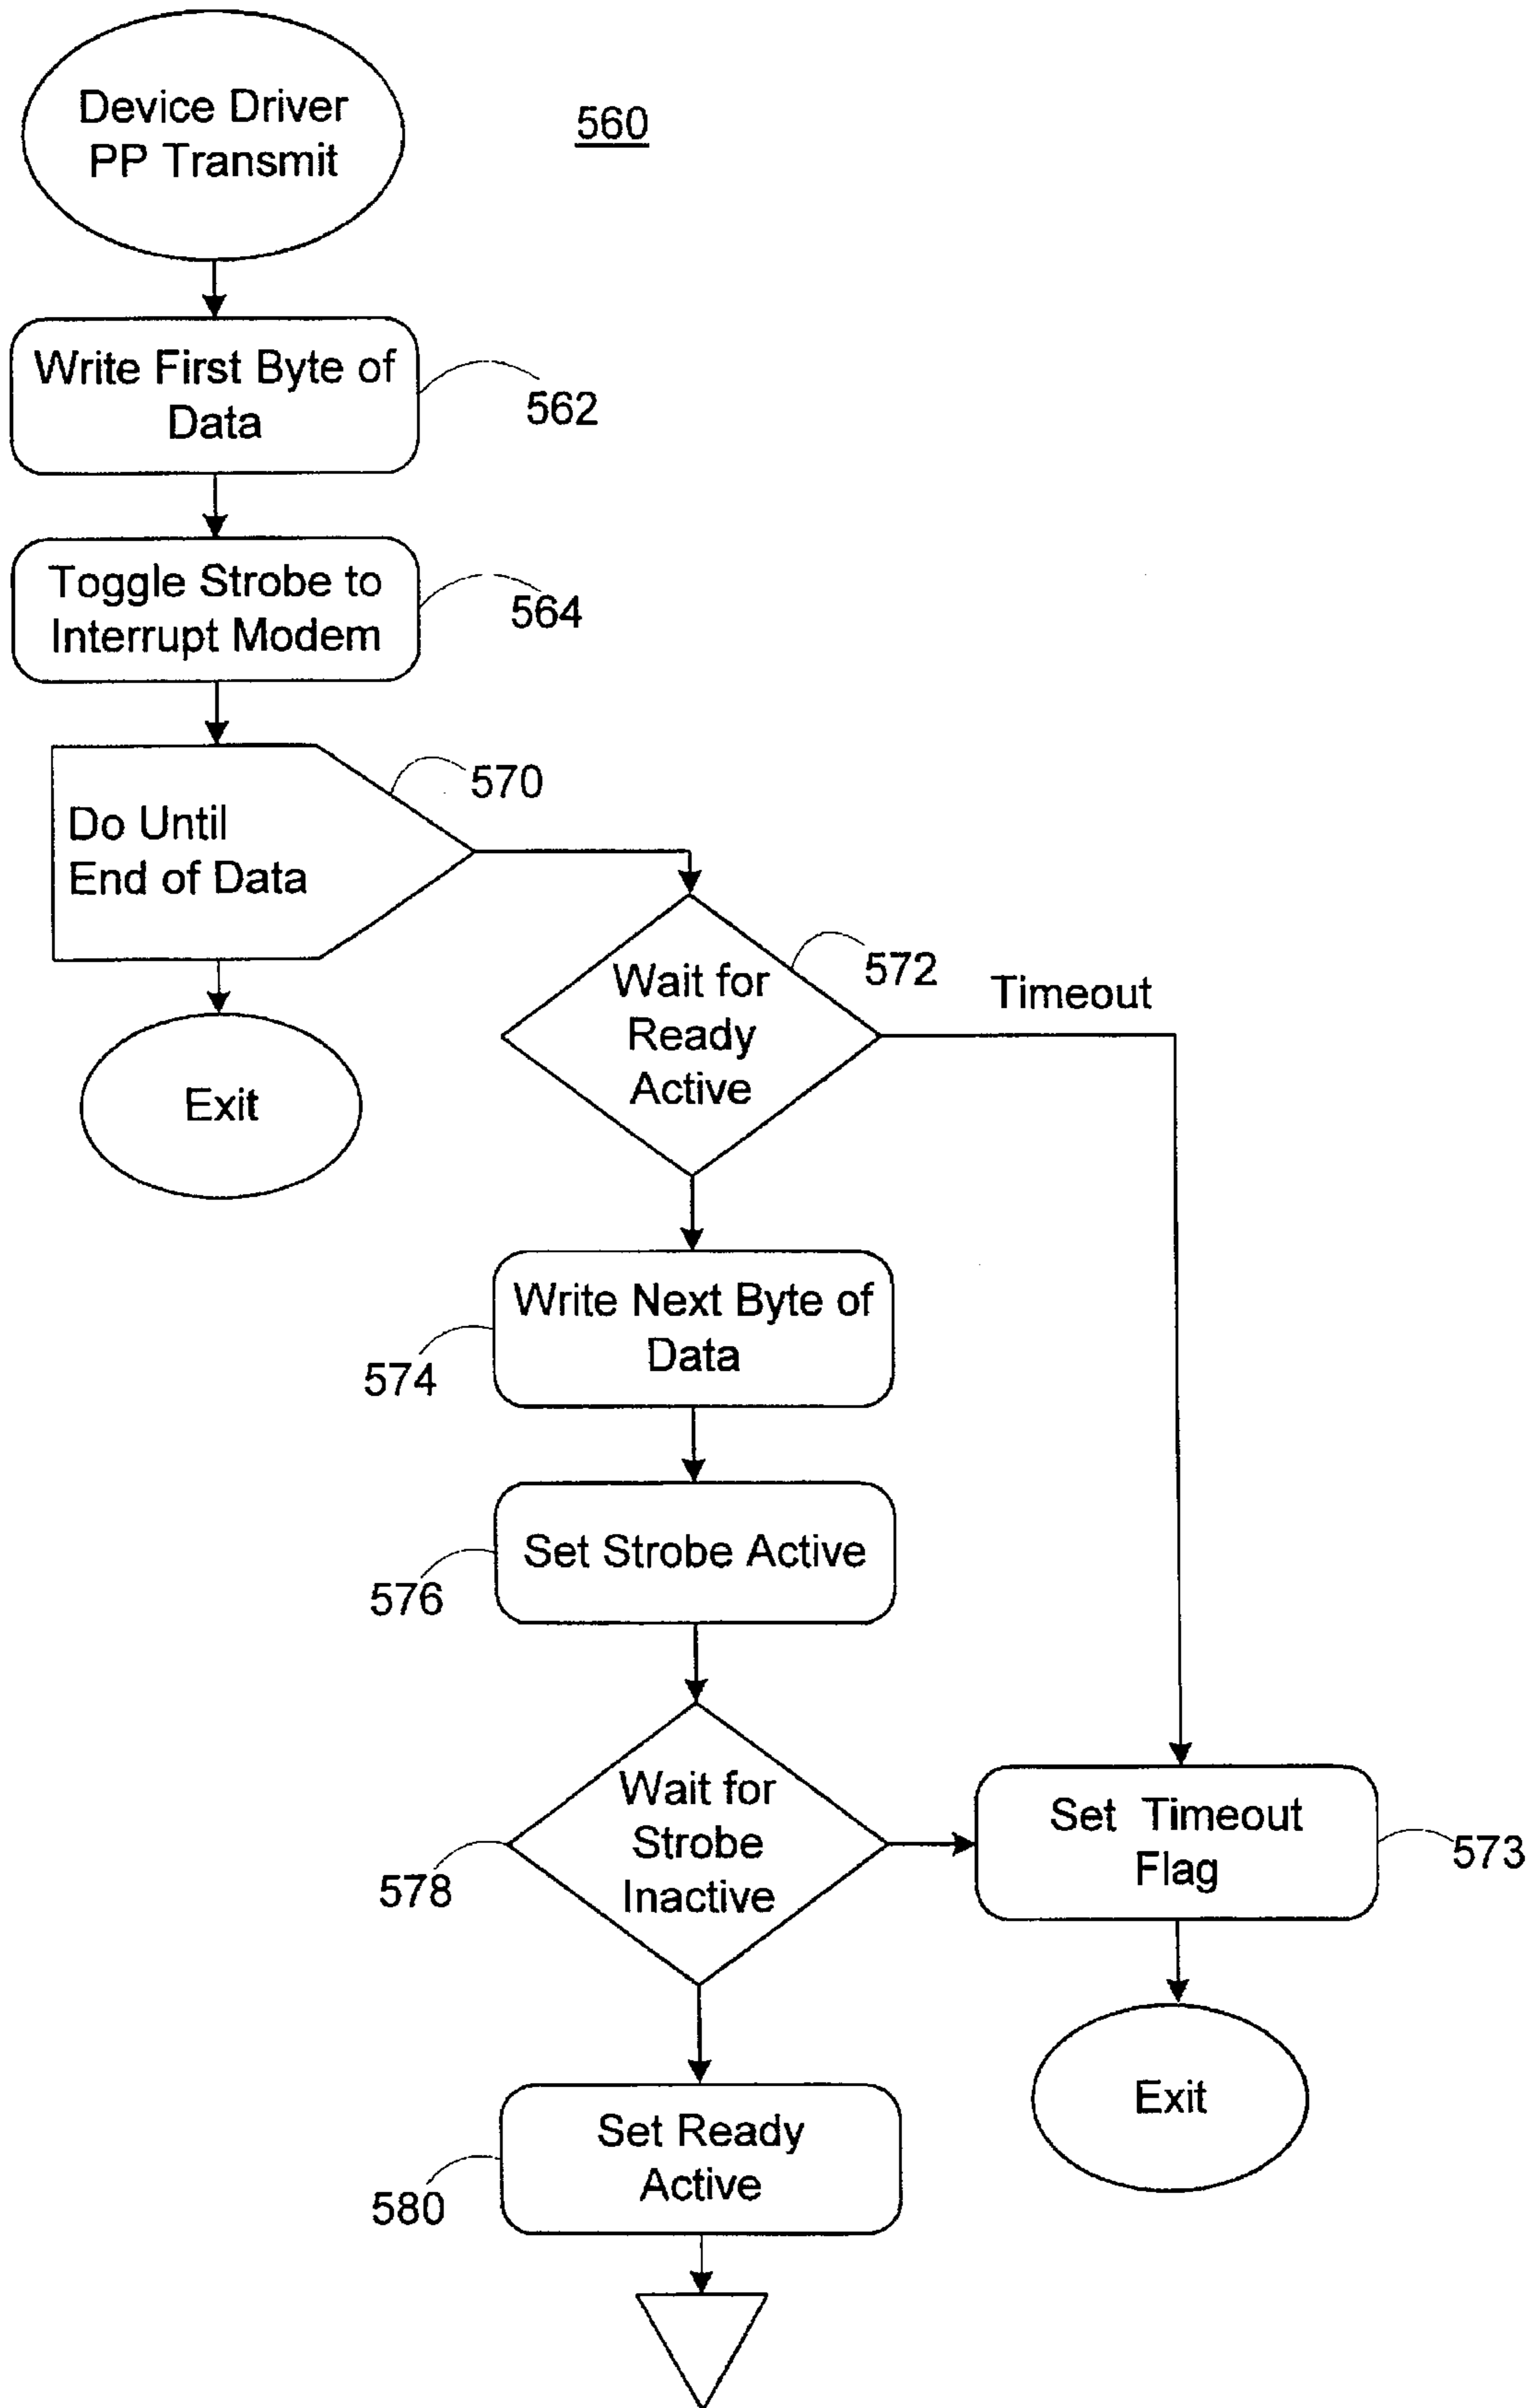 Device Driver
PP Transmit
560
Write First Byte of
Data
562
Toggle Strobe to
Interrupt Modem
564
Do Until
End of Data
570
Exit
Wait for
Ready
Active
572
Timeout
Write Next Byte of
Data
574
Set Strobe Active
576
Wait for
Strobe
Inactive
578
Set Timeout
Flag
573
Exit
Set Ready
Active
580